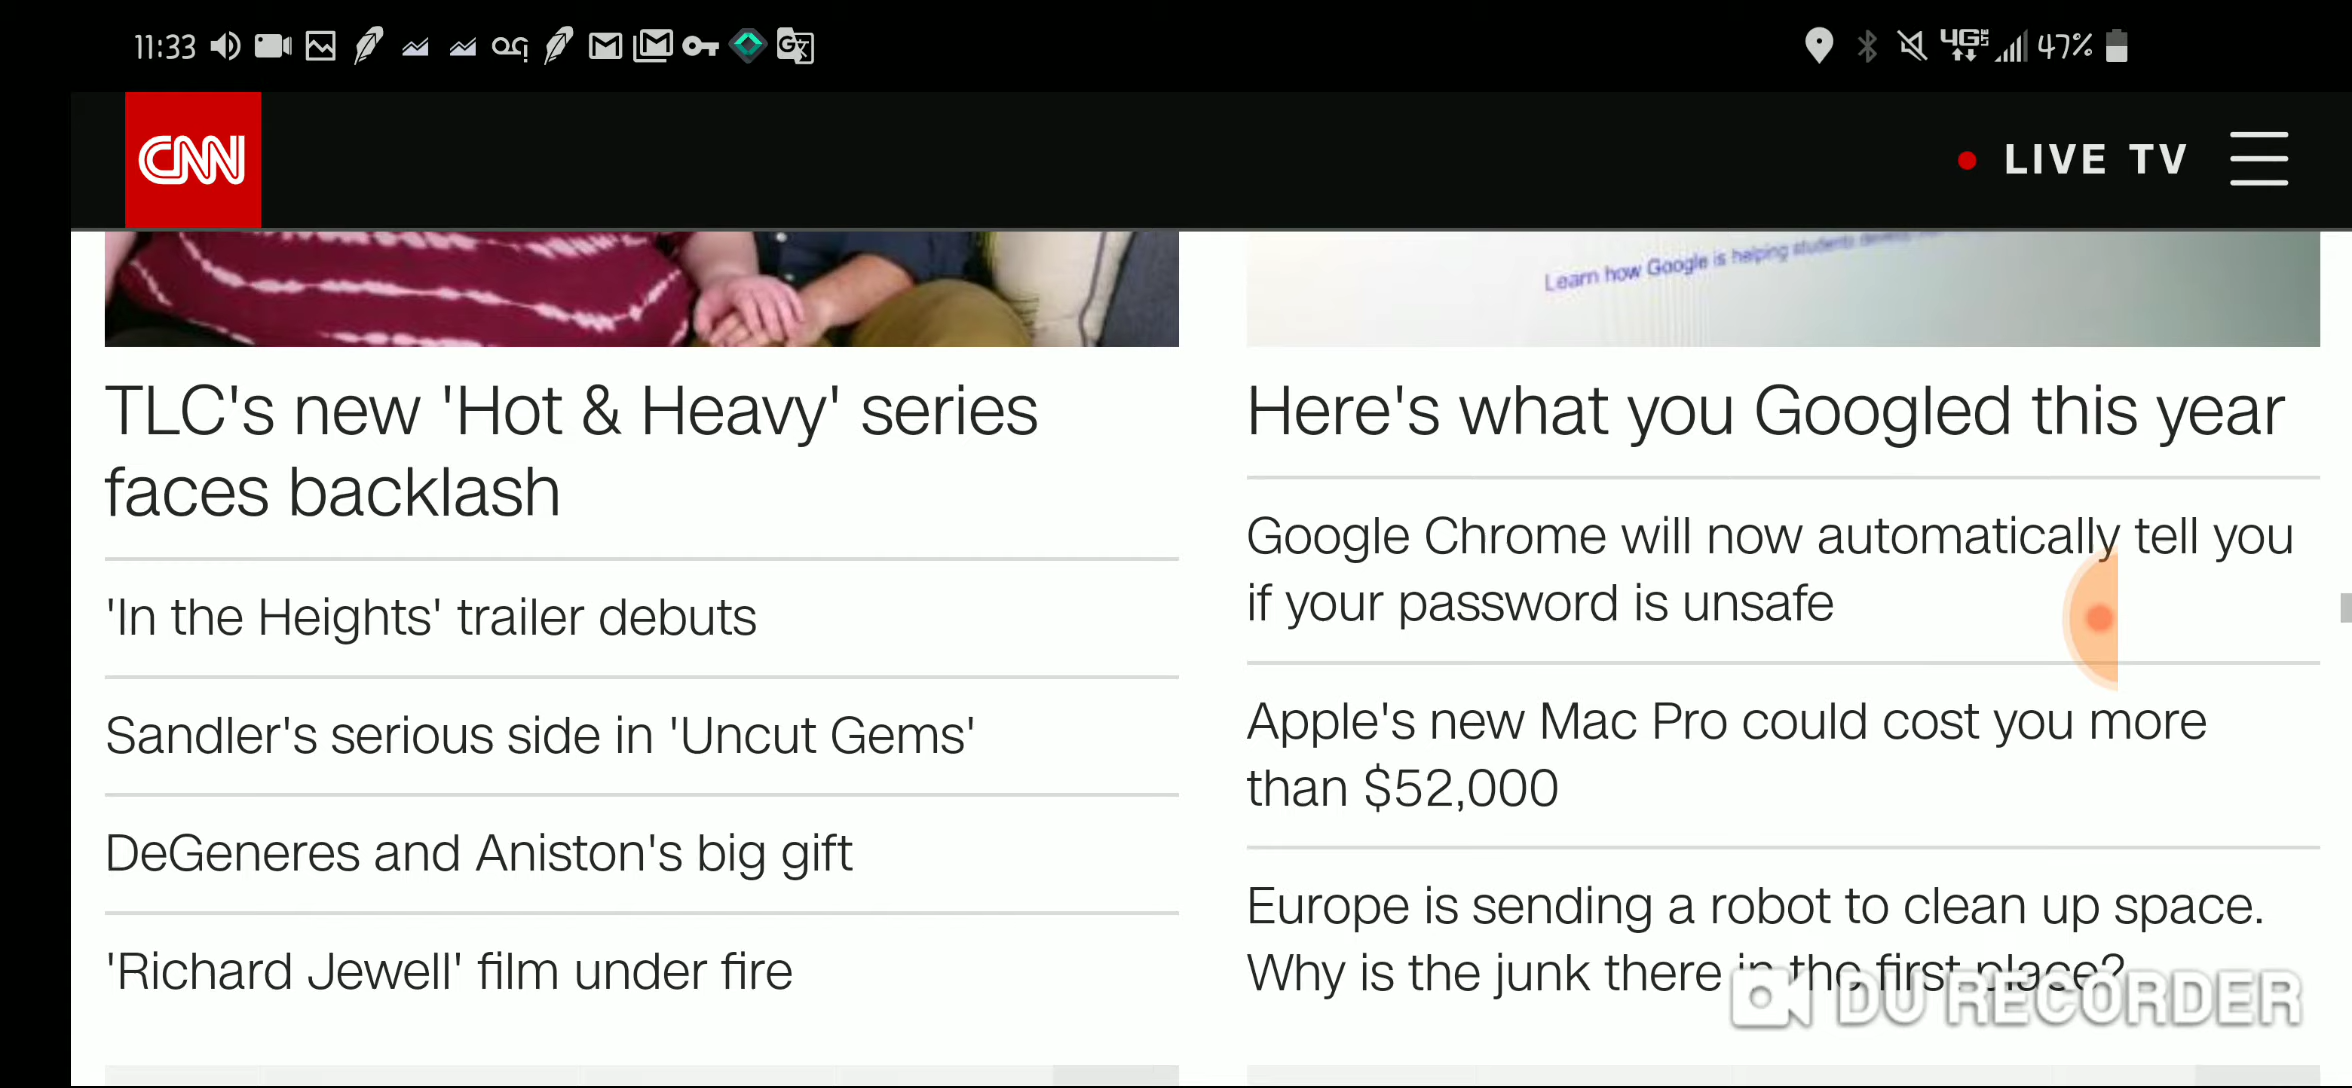 11:33
4G LTE 47%
CNN
LIVE TV
Learn how Google is helping students
TLC's new 'Hot & Heavy' series
faces backlash
'In the Heights' trailer debuts
Sandler's serious side in 'Uncut Gems'
DeGeneres and Aniston's big gift
'Richard Jewell' film under fire
Here's what you Googled this year
Google Chrome will now automatically tell you
if your password is unsafe
Apple's new Mac Pro could cost you more
than $52,000
Europe is sending a robot to clean up space.
Why is the junk there in the first place?
DU RECORDER